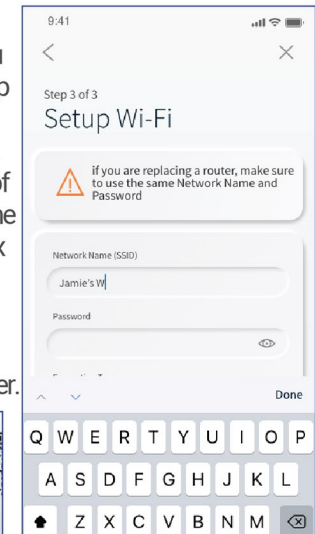 9:41
Step 3 of 3
Setup Wi-Fi
if you are replacing a router, make sure
to use the same Network Name and
Password
Network Name (SSID)
Jamie's W
Password
Done
Q W E R T Y U I O P
A S D F G H J K L
Z X C V B N M